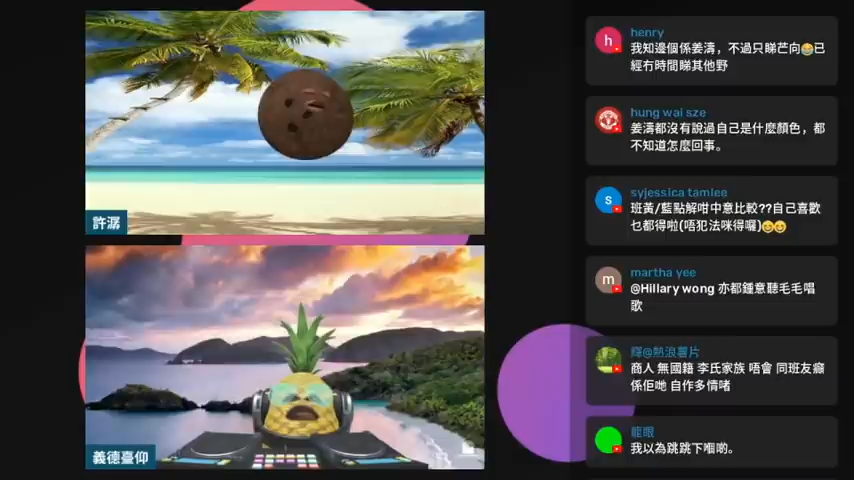 許潺
義德臺仰
henry
我知邊個係姜濤，不過只睇芒向😂已
經冇時間睇其他野
hung wai sze
姜濤都沒有說過自己是什麼顏色，都
不知道怎麼回事。
syjessica tamlee
班黃/藍點解咁中意比較??自己喜歡
乜都得啦(唔犯法咪得囉)😊😊
martha yee
@Hillary wong 亦都鍾意聽毛毛唱
歌
輝@熱浪薯片
商人 無國籍 李氏家族 唔會 同班友癲
係佢哋 自作多情啫
龍眼
我以為跳跳下嗰啲。